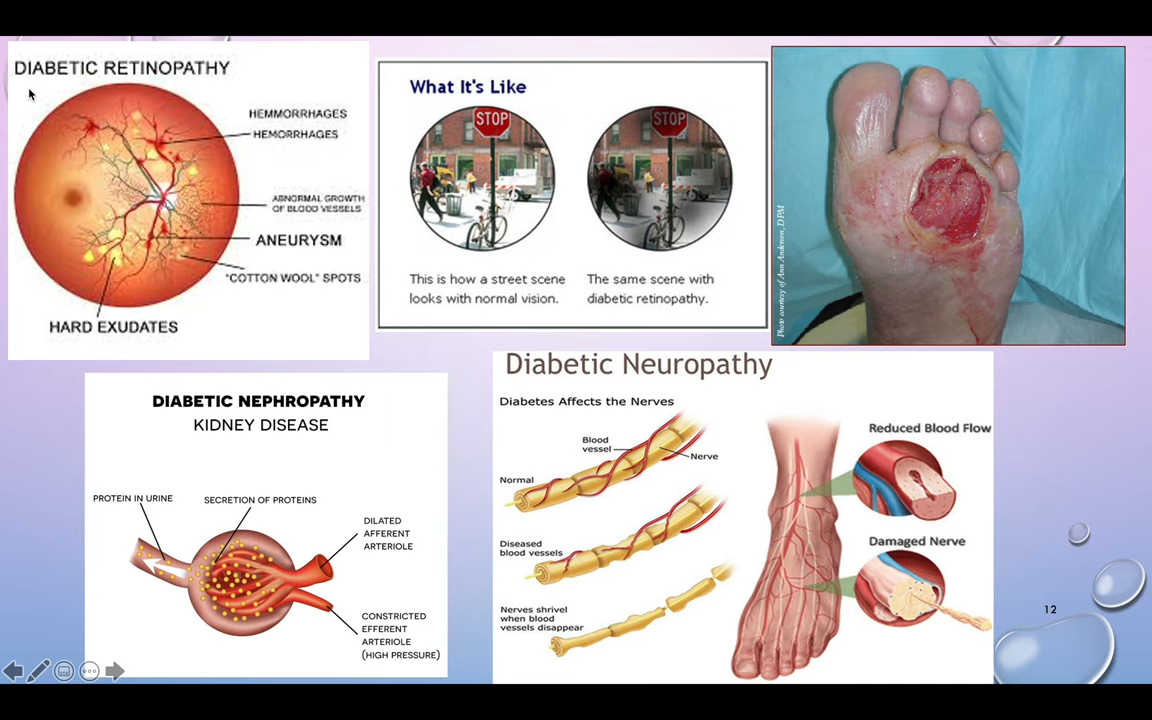 DIABETIC RETINOPATHY
HEMMORRHAGES
HEMORRHAGES
ABNORMAL GROWTH
OF BLOOD VESSELS
ANEURYSM
"COTTON WOOL" SPOTS
HARD EXUDATES
What It's Like
STOP
STOP
This is how a street scene
looks with normal vision.
The same scene with
diabetic retinopathy.
Photo courtesy of Ann Anderson, DPM
DIABETIC NEPHROPATHY
KIDNEY DISEASE
PROTEIN IN URINE
SECRETION OF PROTEINS
DILATED
AFFERENT
ARTERIOLE
CONSTRICTED
EFFERENT
ARTERIOLE
(HIGH PRESSURE)
Diabetic Neuropathy
Diabetes Affects the Nerves
Blood
vessel
Nerve
Normal
Diseased
blood vessels
Nerves shrivel
when blood
vessels disappear
Reduced Blood Flow
Damaged Nerve
12